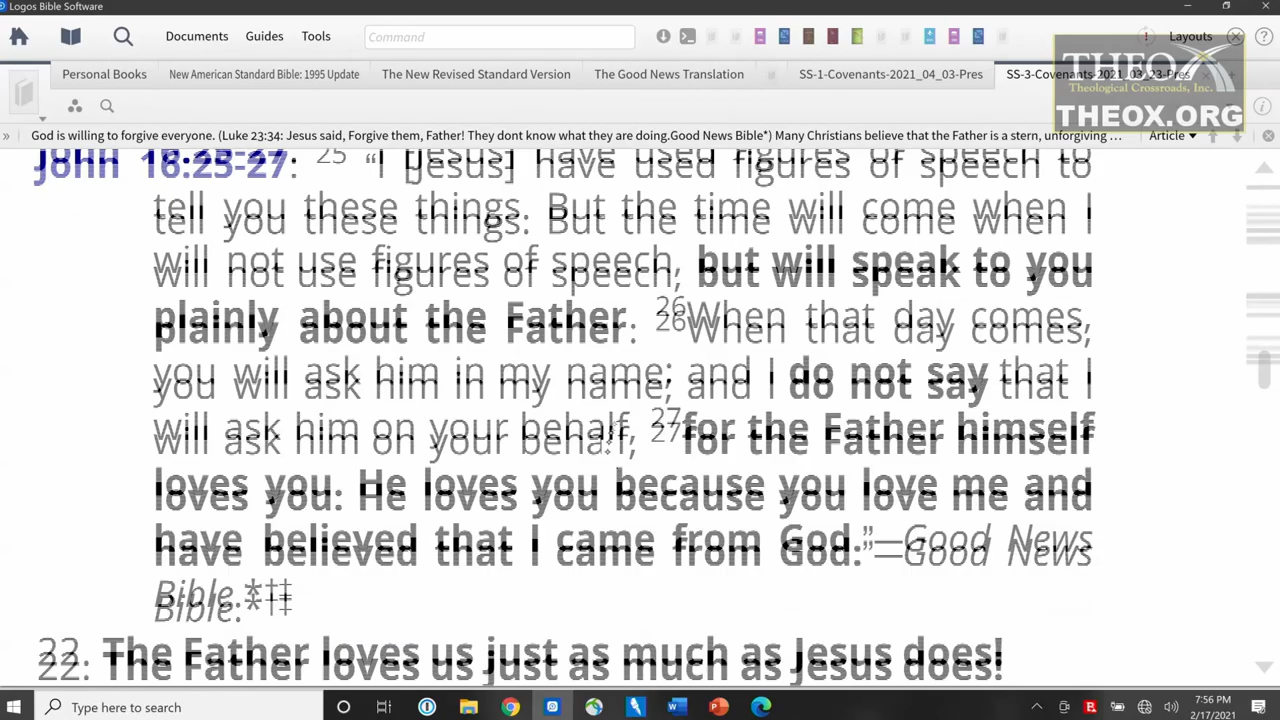 Logos Bible Software
Documents Guides Tools Command Layouts
THEOX
Theological Crossroads, Inc.
THEOX.ORG
Personal Books New American Standard Bible: 1995 Update The New Revised Standard Version The Good News Translation SS-1-Covenants-2021_04_03-Pres SS-3-Covenants-2021_03_23-Pres
God is willing to forgive everyone. (Luke 23:34: Jesus said, Forgive them, Father! They dont know what they are doing.Good News Bible*) Many Christians believe that the Father is a stern, unforgiving … Article
John 16:25-27: 25 “I [Jesus] have used figures of speech to
tell you these things. But the time will come when I
will not use figures of speech, but will speak to you
plainly about the Father. 26When that day comes,
you will ask him in my name; and I do not say that I
will ask him on your behalf, 27for the Father himself
loves you. He loves you because you love me and
have believed that I came from God.”—Good News
Bible.*†‡
22. The Father loves us just as much as Jesus does!
Type here to search
7:56 PM
2/17/2021